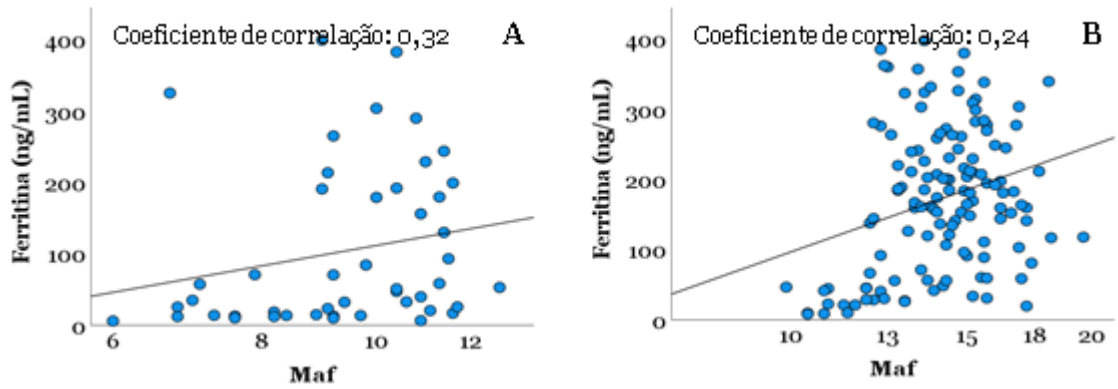 Coeficiente de correlação: 0,32 A
Ferritina (ng/mL)
400
300
200
100
0
6 8 10 12
Maf
Coeficiente de correlação: 0,24 B
Ferritina (ng/mL)
400
300
200
100
0
10 13 15 18 20
Maf